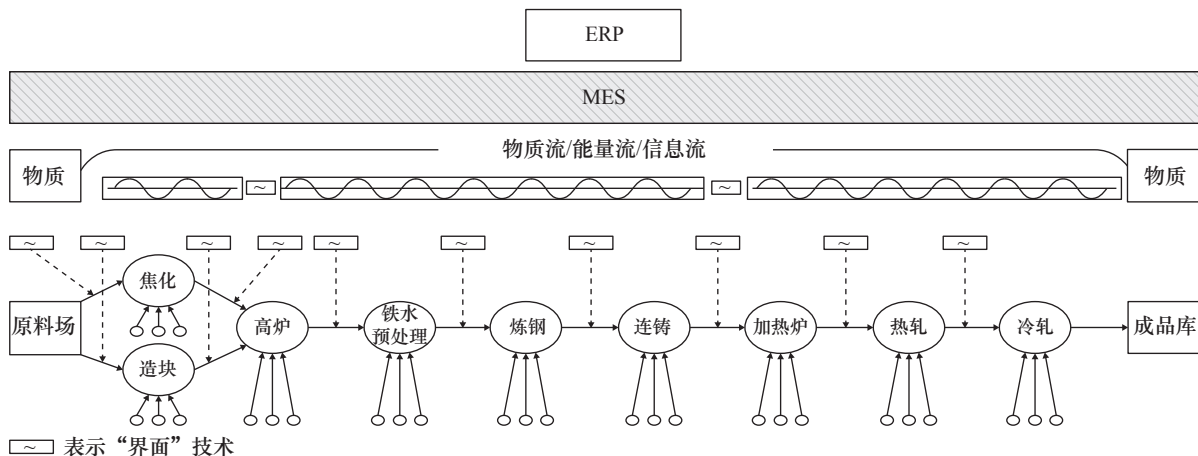 ERP
MES
物质流/能量流/信息流
物质
物质
~
~
~
~
~
~
~
~
~
~
~
~
焦化
原料场
高炉
铁水
预处理
炼钢
连铸
加热炉
热轧
冷轧
成品库
造块
~ 表示“界面”技术